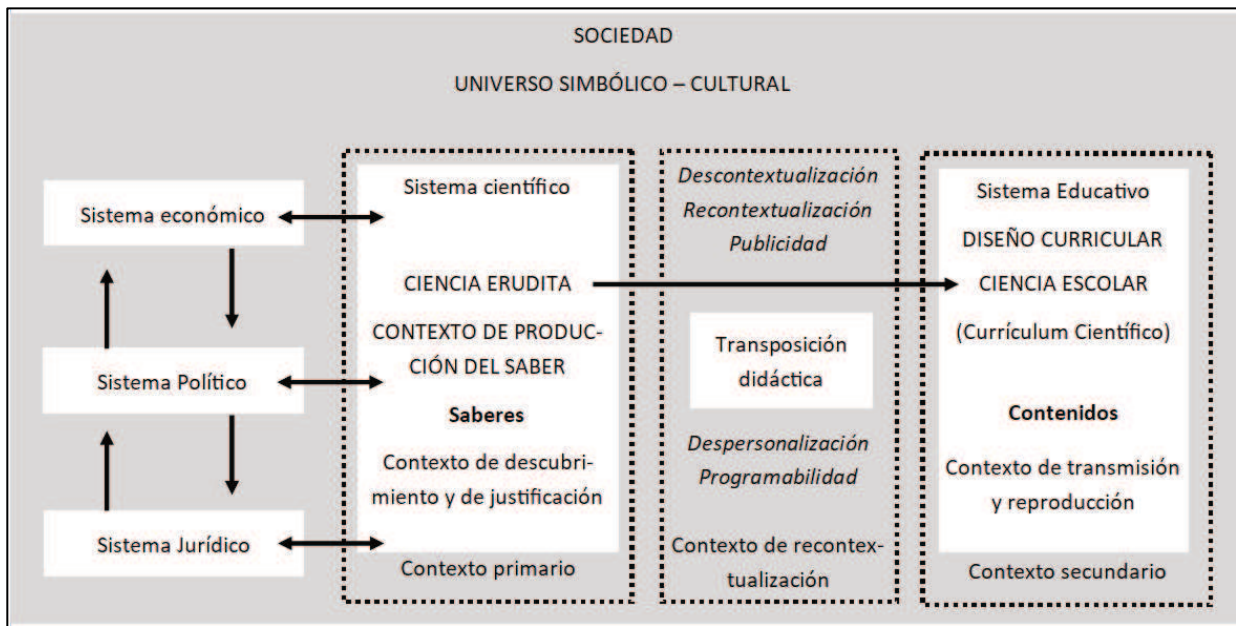 SOCIEDAD
UNIVERSO SIMBÓLICO – CULTURAL
Sistema económico
Sistema Político
Sistema Jurídico
Sistema científico
CIENCIA ERUDITA
CONTEXTO DE PRODUC-
CIÓN DEL SABER
Saberes
Contexto de descubri-
miento y de justificación
Contexto primario
Descontextualización
Recontextualización
Publicidad
Transposición
didáctica
Despersonalización
Programabilidad
Contexto de recontex-
tualización
Sistema Educativo
DISEÑO CURRICULAR
CIENCIA ESCOLAR
(Currículum Científico)
Contenidos
Contexto de transmisión
y reproducción
Contexto secundario